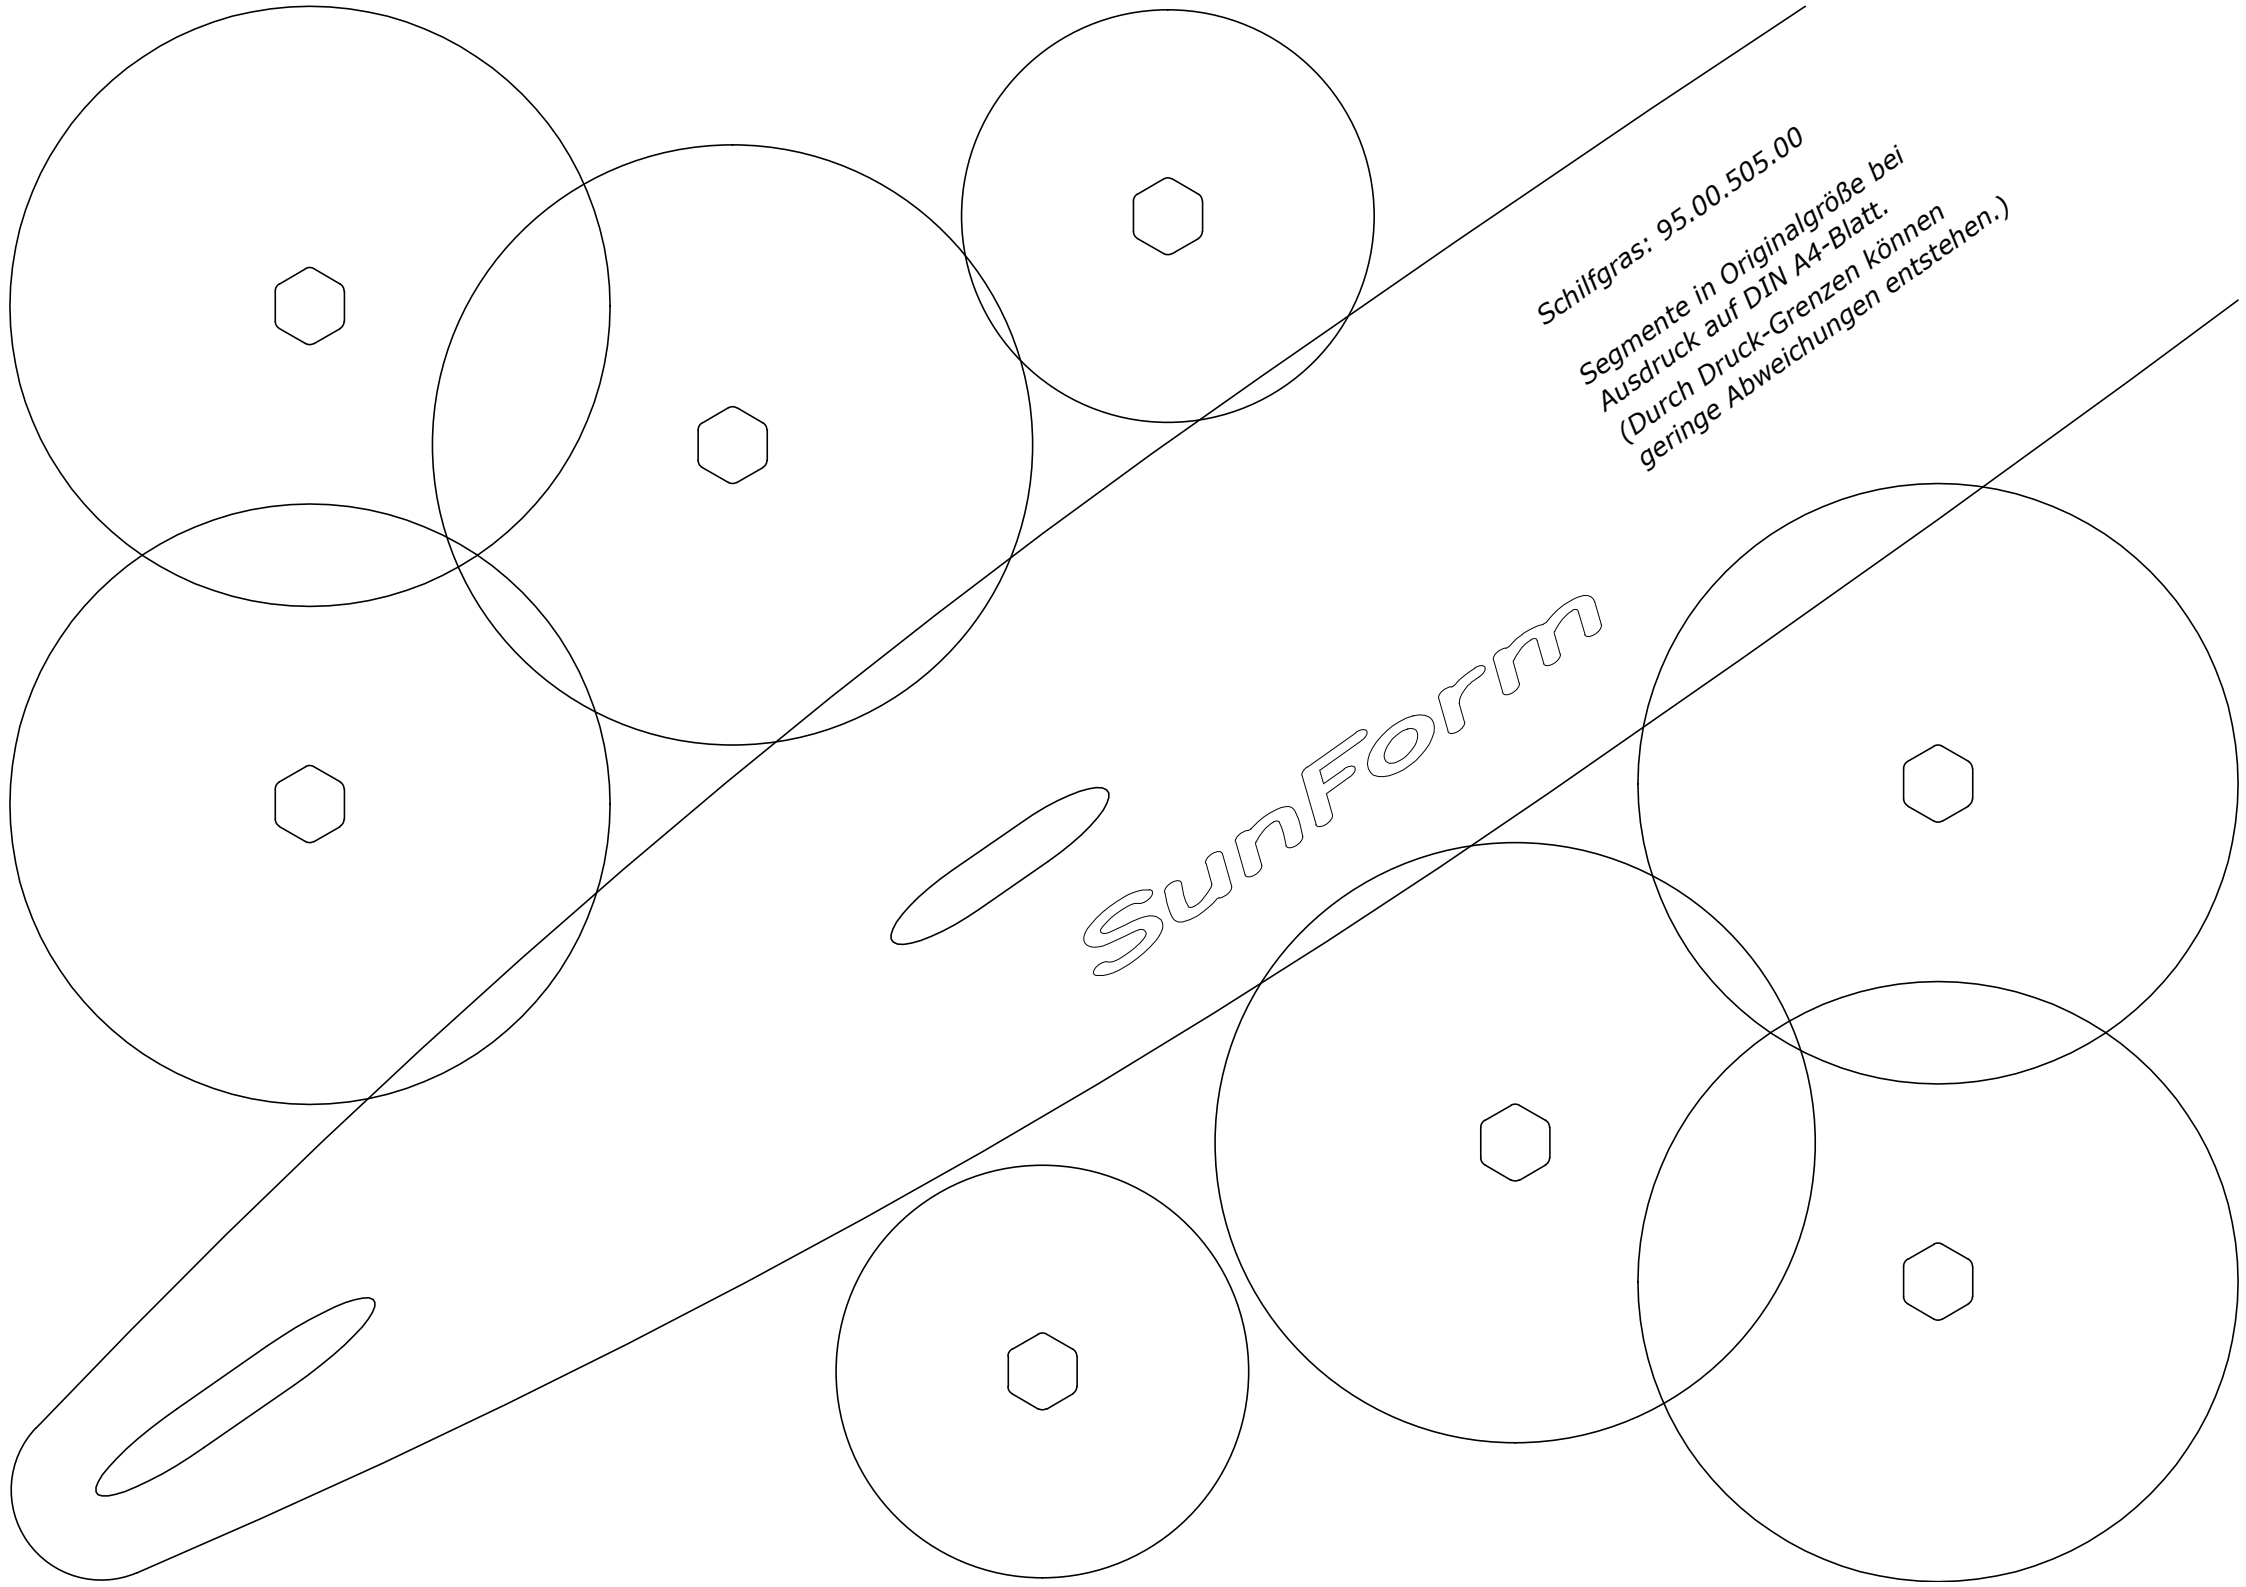 Schilfgras: 95.00.505.00
Segmente in Originalgröße bei
Ausdruck auf DIN A4-Blatt.
(Durch Druck-Grenzen können
geringe Abweichungen entstehen.)
SunForm